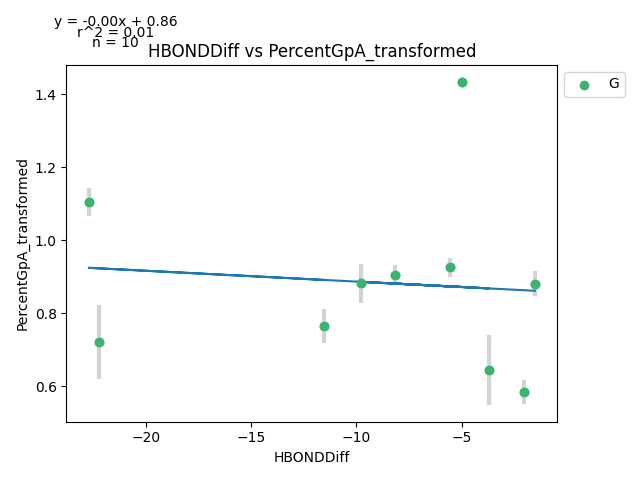 y = -0.00x + 0.86
r^2 = 0.01
n = 10
HBONDDiff vs PercentGpA_transformed
G
PercentGpA_transformed
1.4
1.2
1.0
0.8
0.6
−20
−15
−10
−5
HBONDDiff